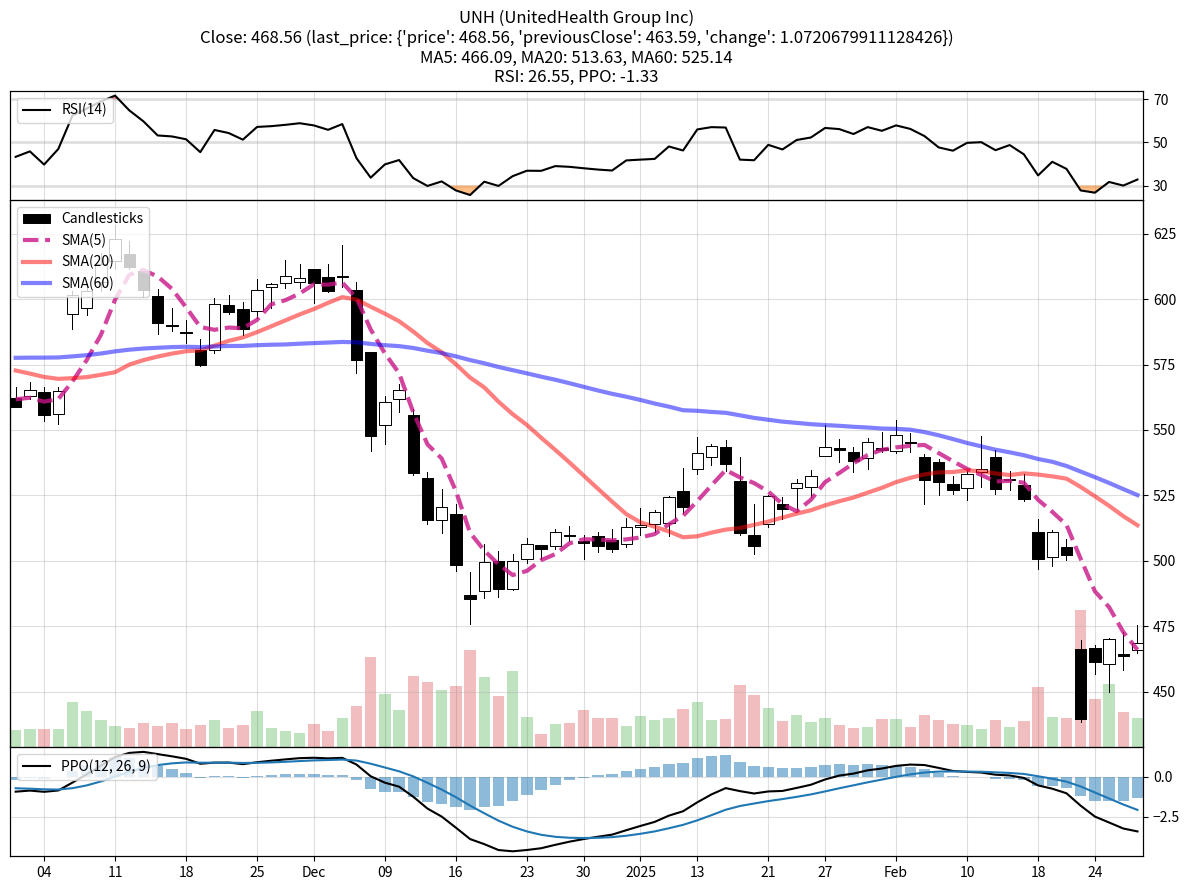 UNH (UnitedHealth Group Inc)
Close: 468.56 (last_price: {'price': 468.56, 'previousClose': 463.59, 'change': 1.0720679911128426})
MA5: 466.09, MA20: 513.63, MA60: 525.14
RSI: 26.55, PPO: -1.33
RSI(14)
70
50
30
Candlesticks
SMA(5)
SMA(20)
SMA(60)
625
600
575
550
525
500
475
450
PPO(12, 26, 9)
0.0
−2.5
04 11 18 25 Dec 09 16 23 30 2025 13 21 27 Feb 10 18 24